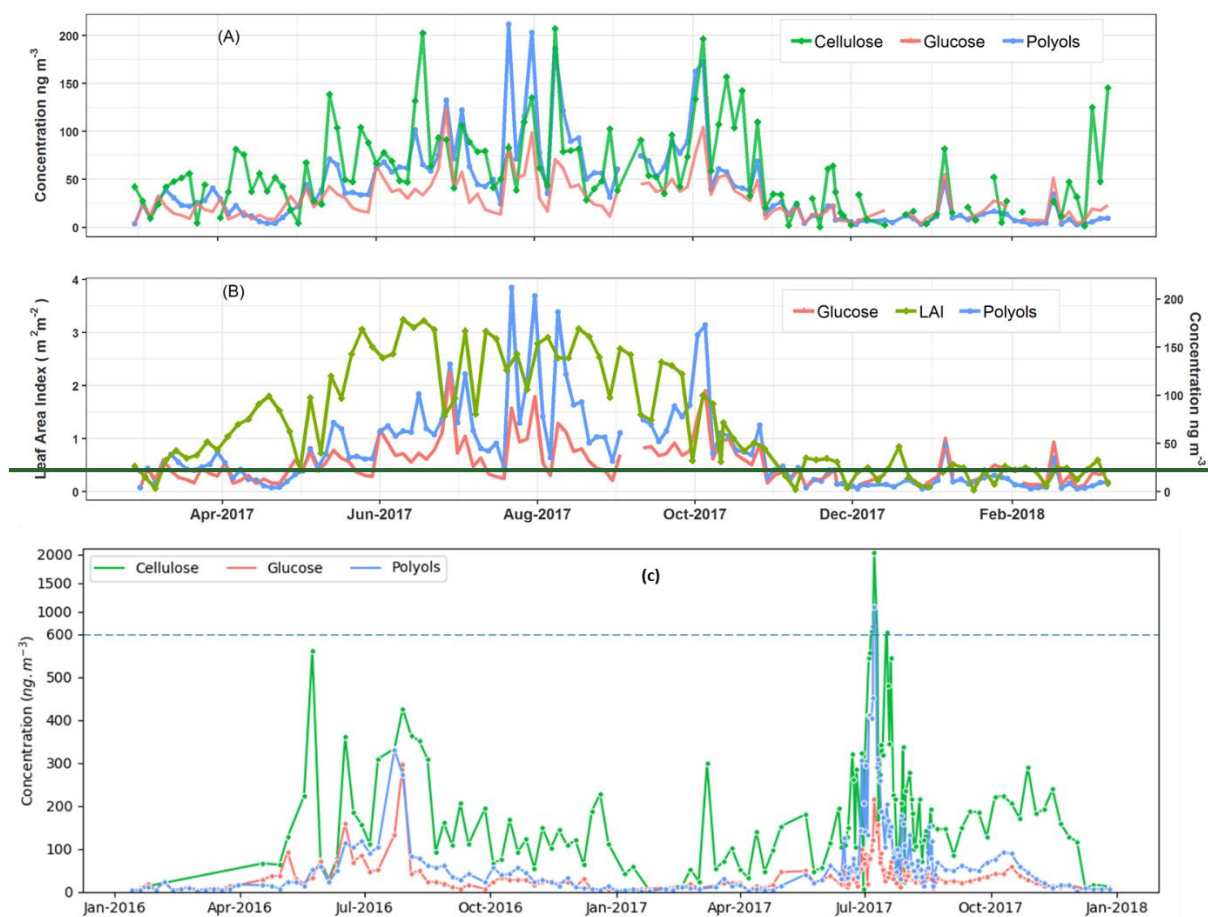 (A)
Cellulose Glucose Polyols
Concentration ng m⁻³
200
150
100
50
0
(B)
Glucose LAI Polyols
Leaf Area Index ( m²m⁻²)
Concentration ng m⁻³
4
3
2
1
0
200
150
100
50
0
Apr-2017 Jun-2017 Aug-2017 Oct-2017 Dec-2017 Feb-2018
(c)
Cellulose Glucose Polyols
Concentration (ng.m⁻³)
2000
1500
1000
600
500
400
300
200
100
0
Jan-2016 Apr-2016 Jul-2016 Oct-2016 Jan-2017 Apr-2017 Jul-2017 Oct-2017 Jan-2018